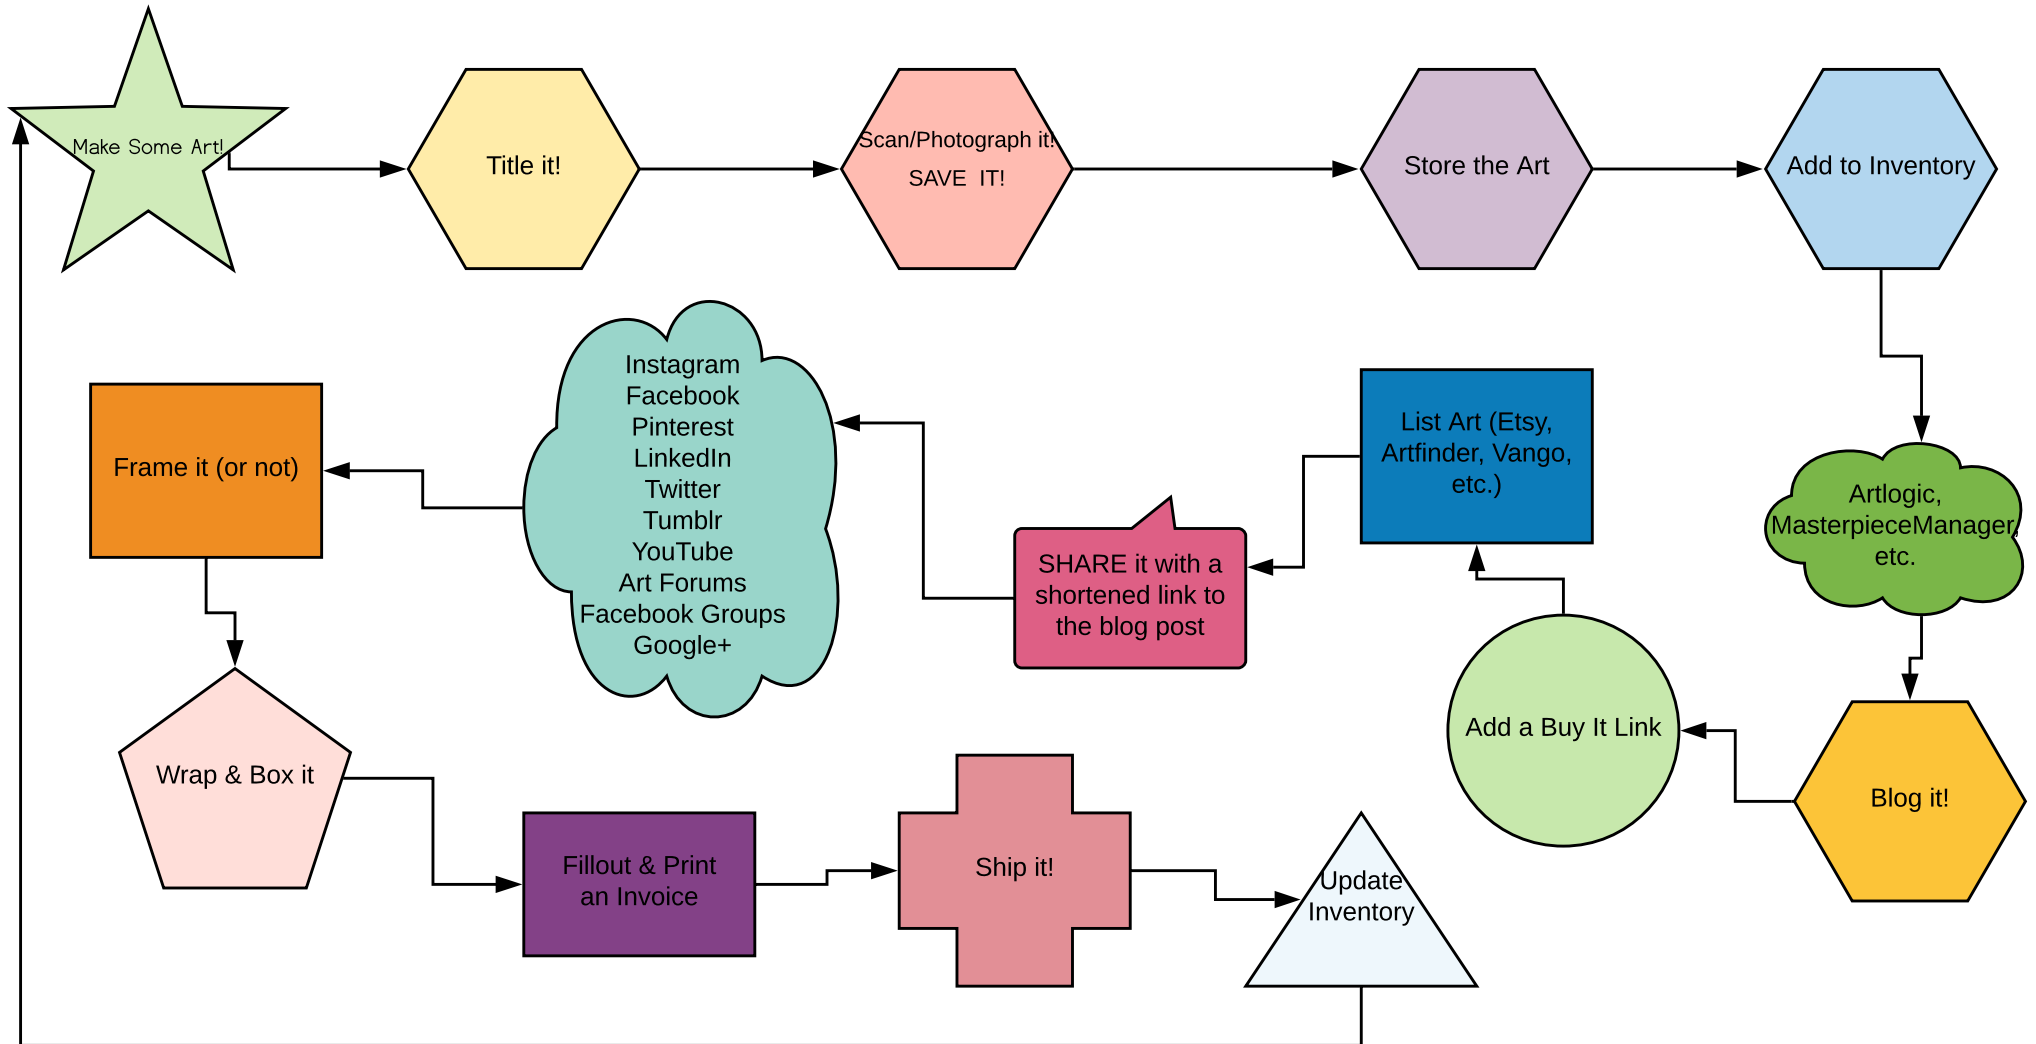 Make Some Art!
Title it!
Scan/Photograph it!
SAVE IT!
Store the Art
Add to Inventory
Artlogic,
MasterpieceManager,
etc.
Blog it!
Add a Buy It Link
List Art (Etsy,
Artfinder, Vango,
etc.)
SHARE it with a
shortened link to
the blog post
Instagram
Facebook
Pinterest
LinkedIn
Twitter
Tumblr
YouTube
Art Forums
Facebook Groups
Google+
Frame it (or not)
Wrap & Box it
Fillout & Print
an Invoice
Ship it!
Update
Inventory